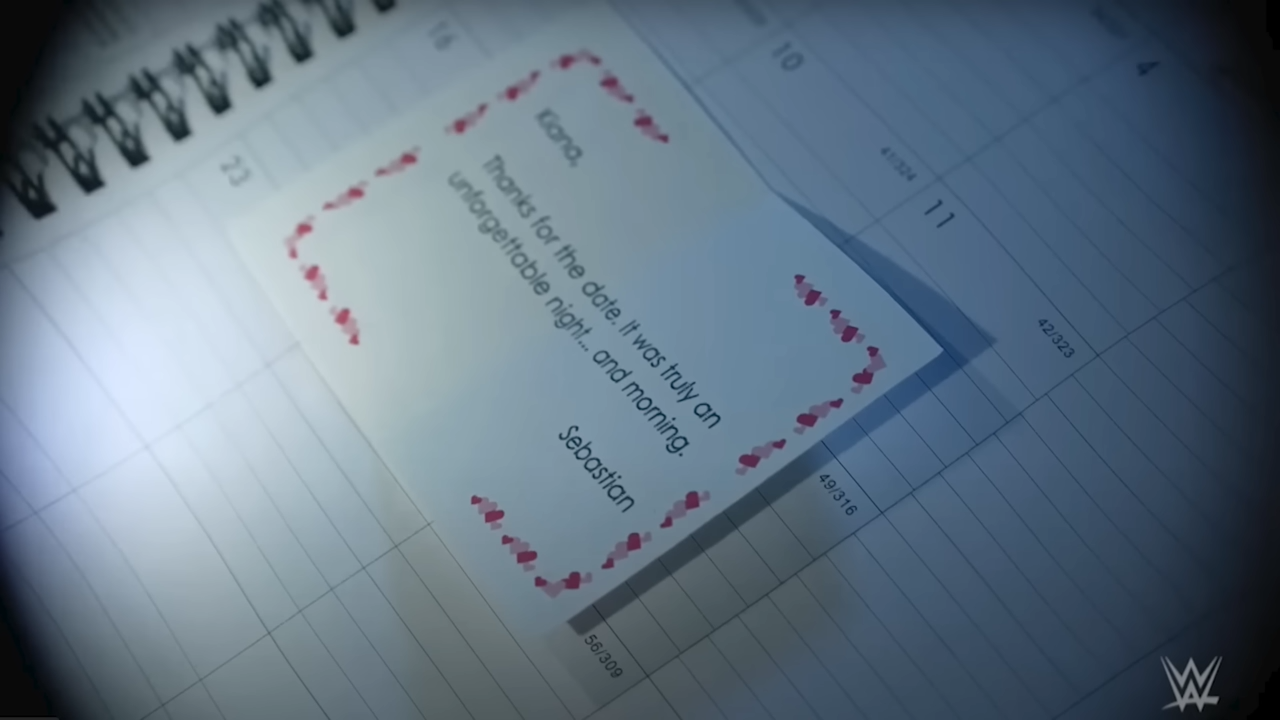 16
10
4
23
41/324
11
42/323
Kiana,
Thanks for the date. It was truly an
unforgettable night... and morning.
Sebastian
49/316
56/309
W